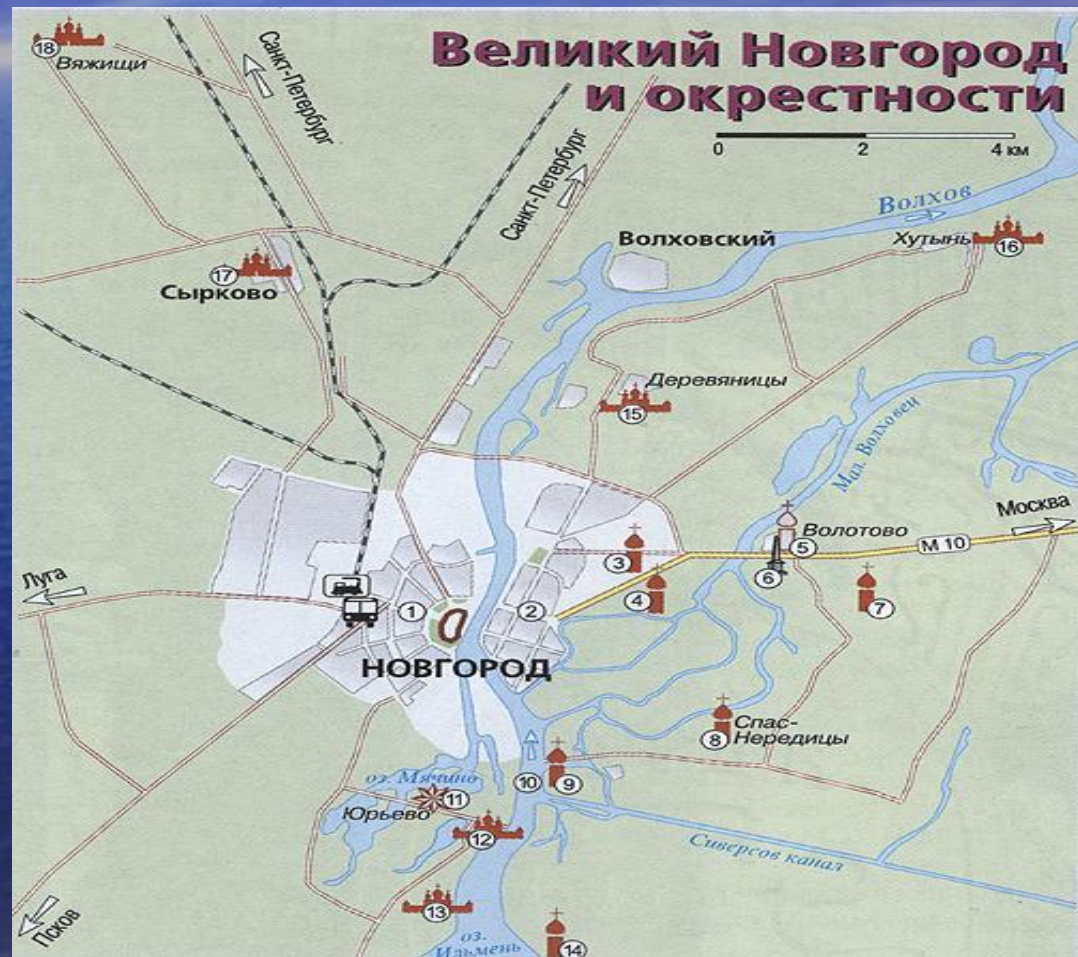 Великий Новгород
и окрестности
0 2 4 км
18
Вяжищи
Санкт-Петербург
Санкт-Петербург
Волхов
Волховский
Хутынь
16
17
Сырково
Деревяницы
15
Мал. Волховец
Москва
Волотово
М 10
3
5
6
4
7
Луга
1
2
НОВГОРОД
8
Спас-
Нередицы
оз. Мячино
10
9
11
Юрьево
12
Сиверсов канал
13
Псков
оз.
Ильмень
14